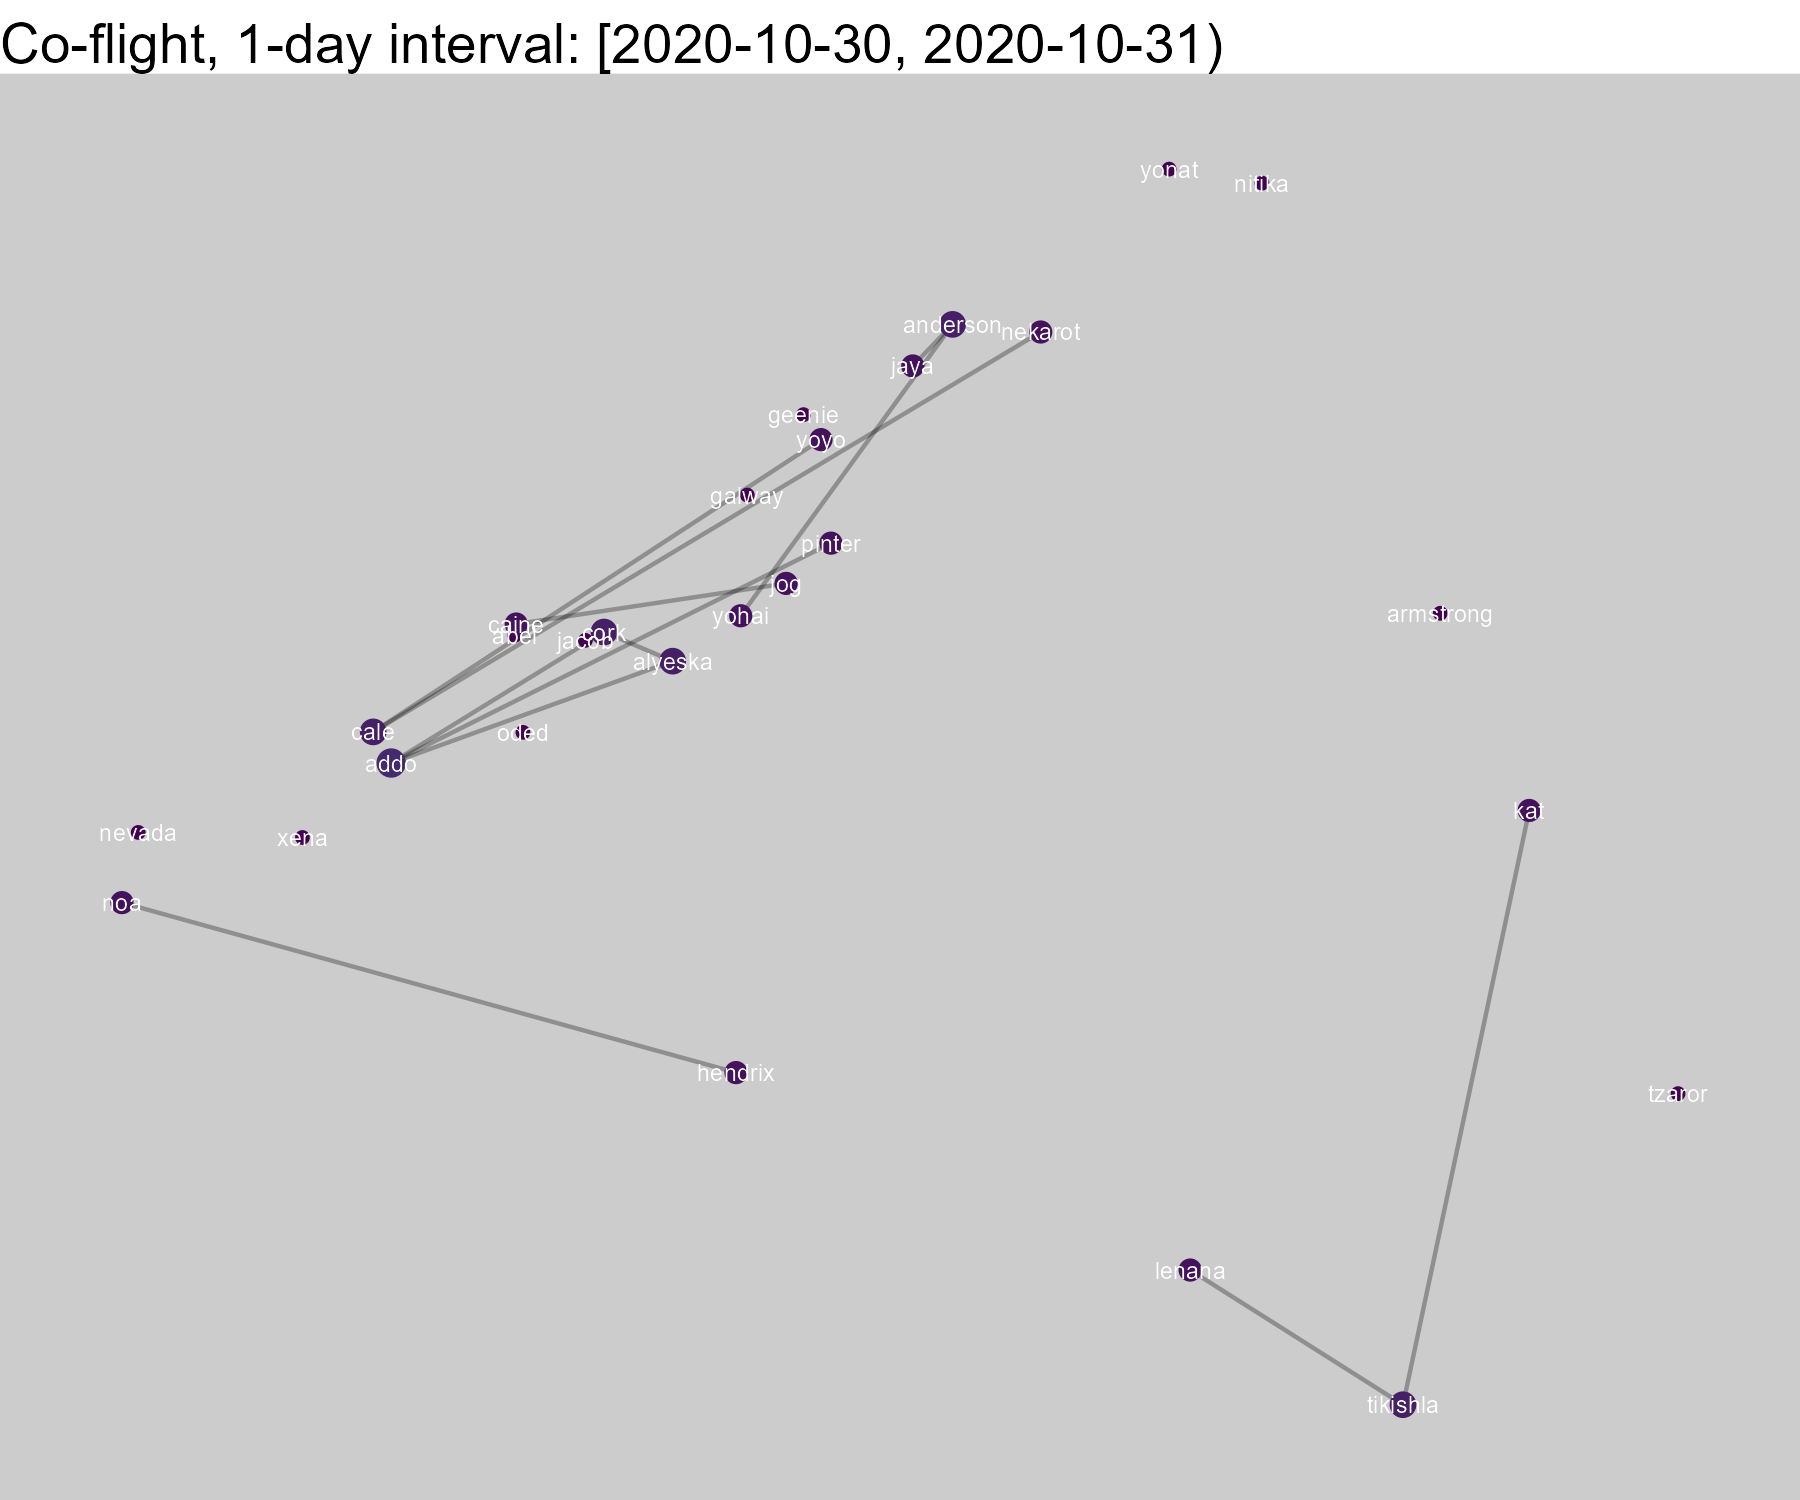 Co-flight, 1-day interval: [2020-10-30, 2020-10-31)
yonat
nitika
anderson
nekarot
jaya
geenie
yoyo
galway
pinter
jog
yohai
armstrong
caine
abel
cork
jacob
alyeska
cale
oded
addo
kat
nevada
xena
noa
hendrix
tzaror
lenana
tikishla